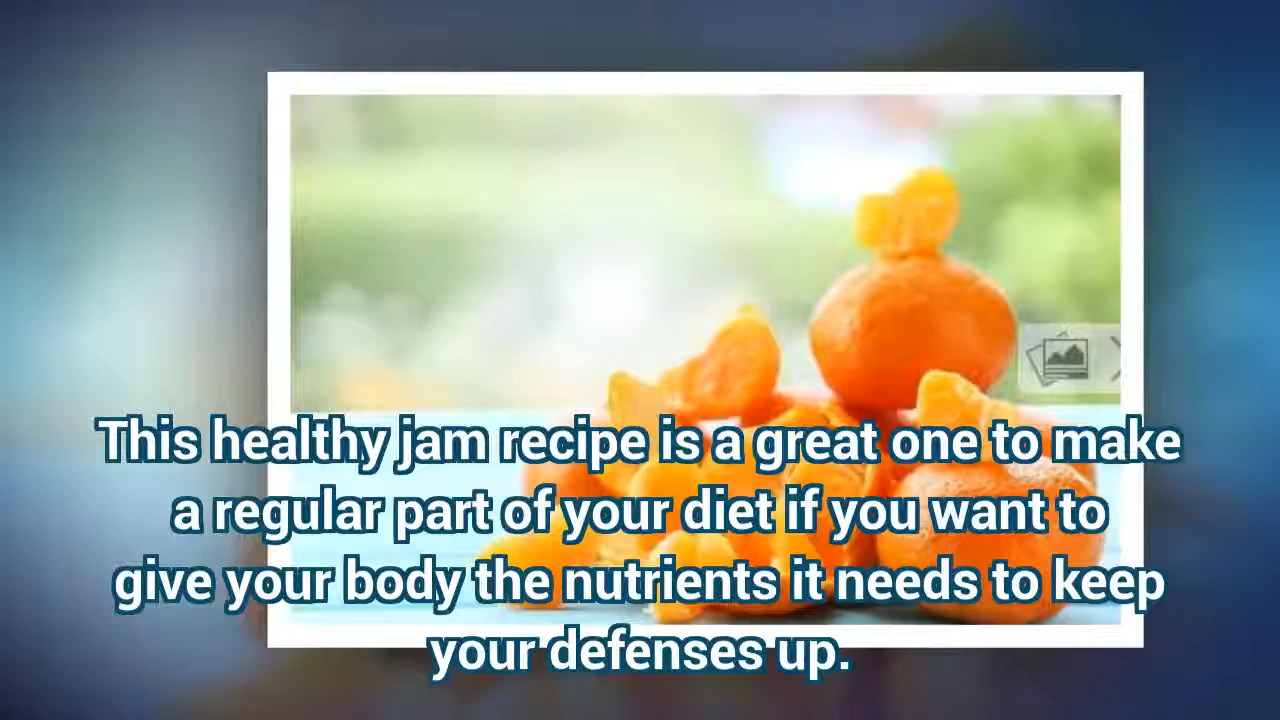 This healthy jam recipe is a great one to make
a regular part of your diet if you want to
give your body the nutrients it needs to keep
your defenses up.